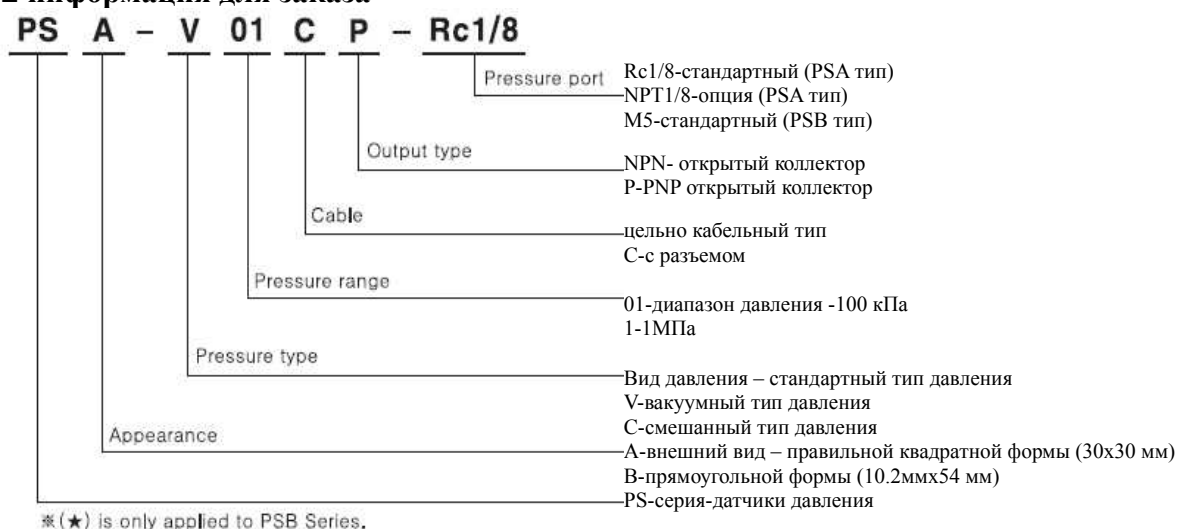 2 информация для заказа
PS A - V 01 C P - Rc1/8
Pressure port
Rc1/8-стандартный (PSA тип)
NPT1/8-опция (PSA тип)
M5-стандартный (PSB тип)
Output type
NPN- открытый коллектор
P-PNP открытый коллектор
Cable
цельно кабельный тип
C-с разъемом
Pressure range
01-диапазон давления -100 кПа
1-1МПа
Pressure type
Вид давления – стандартный тип давления
V-вакуумный тип давления
C-смешанный тип давления
Appearance
A-внешний вид – правильной квадратной формы (30х30 мм)
B-прямоугольной формы (10.2ммх54 мм)
PS-серия-датчики давления
※(★) is only applied to PSB Series.